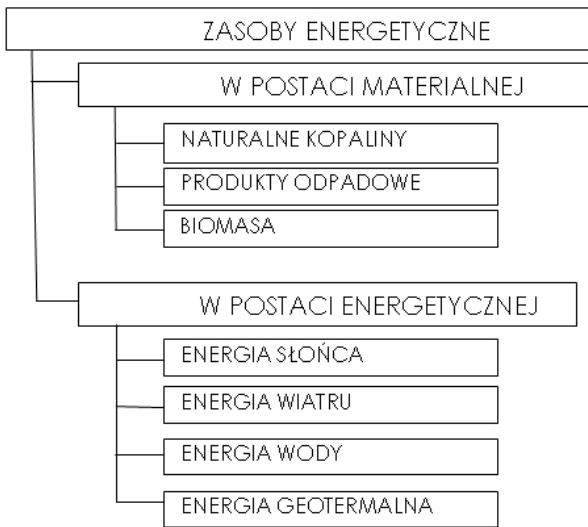 ZASOBY ENERGETYCZNE
W POSTACI MATERIALNEJ
NATURALNE KOPALINY
PRODUKTY ODPADOWE
BIOMASA
W POSTACI ENERGETYCZNEJ
ENERGIA SŁOŃCA
ENERGIA WIATRU
ENERGIA WODY
ENERGIA GEOTERMALNA